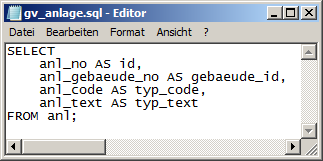 gv_anlage.sql - Editor
Datei Bearbeiten Format Ansicht ?
SELECT
    anl_no AS id,
    anl_gebaeude_no AS gebaeude_id,
    anl_code AS typ_code,
    anl_text AS typ_text
FROM anl;